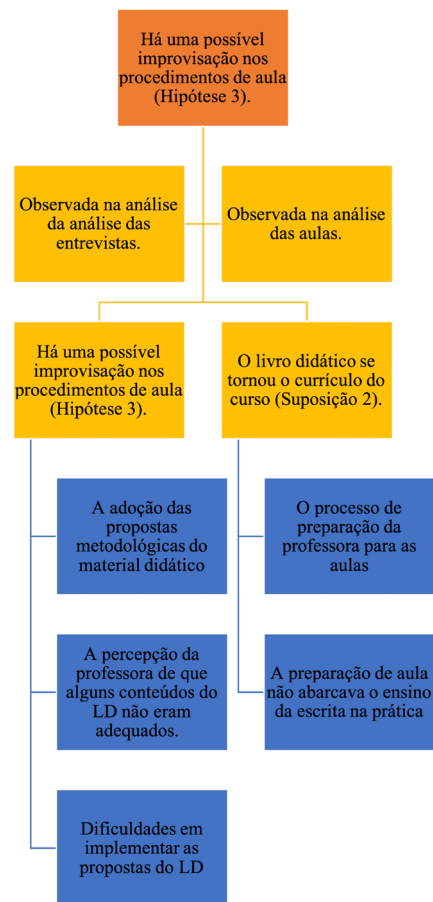 Há uma possível
improvisação nos
procedimentos de aula
(Hipótese 3).
Observada na análise
da análise das
entrevistas.
Observada na análise
das aulas.
Há uma possível
improvisação nos
procedimentos de aula
(Hipótese 3).
O livro didático se
tornou o currículo do
curso (Suposição 2).
A adoção das
propostas
metodológicas do
material didático
O processo de
preparação da
professora para as
aulas
A percepção da
professora de que
alguns conteúdos do
LD não eram
adequados.
A preparação de aula
não abarcava o ensino
da escrita na prática
Dificuldades em
implementar as
propostas do LD